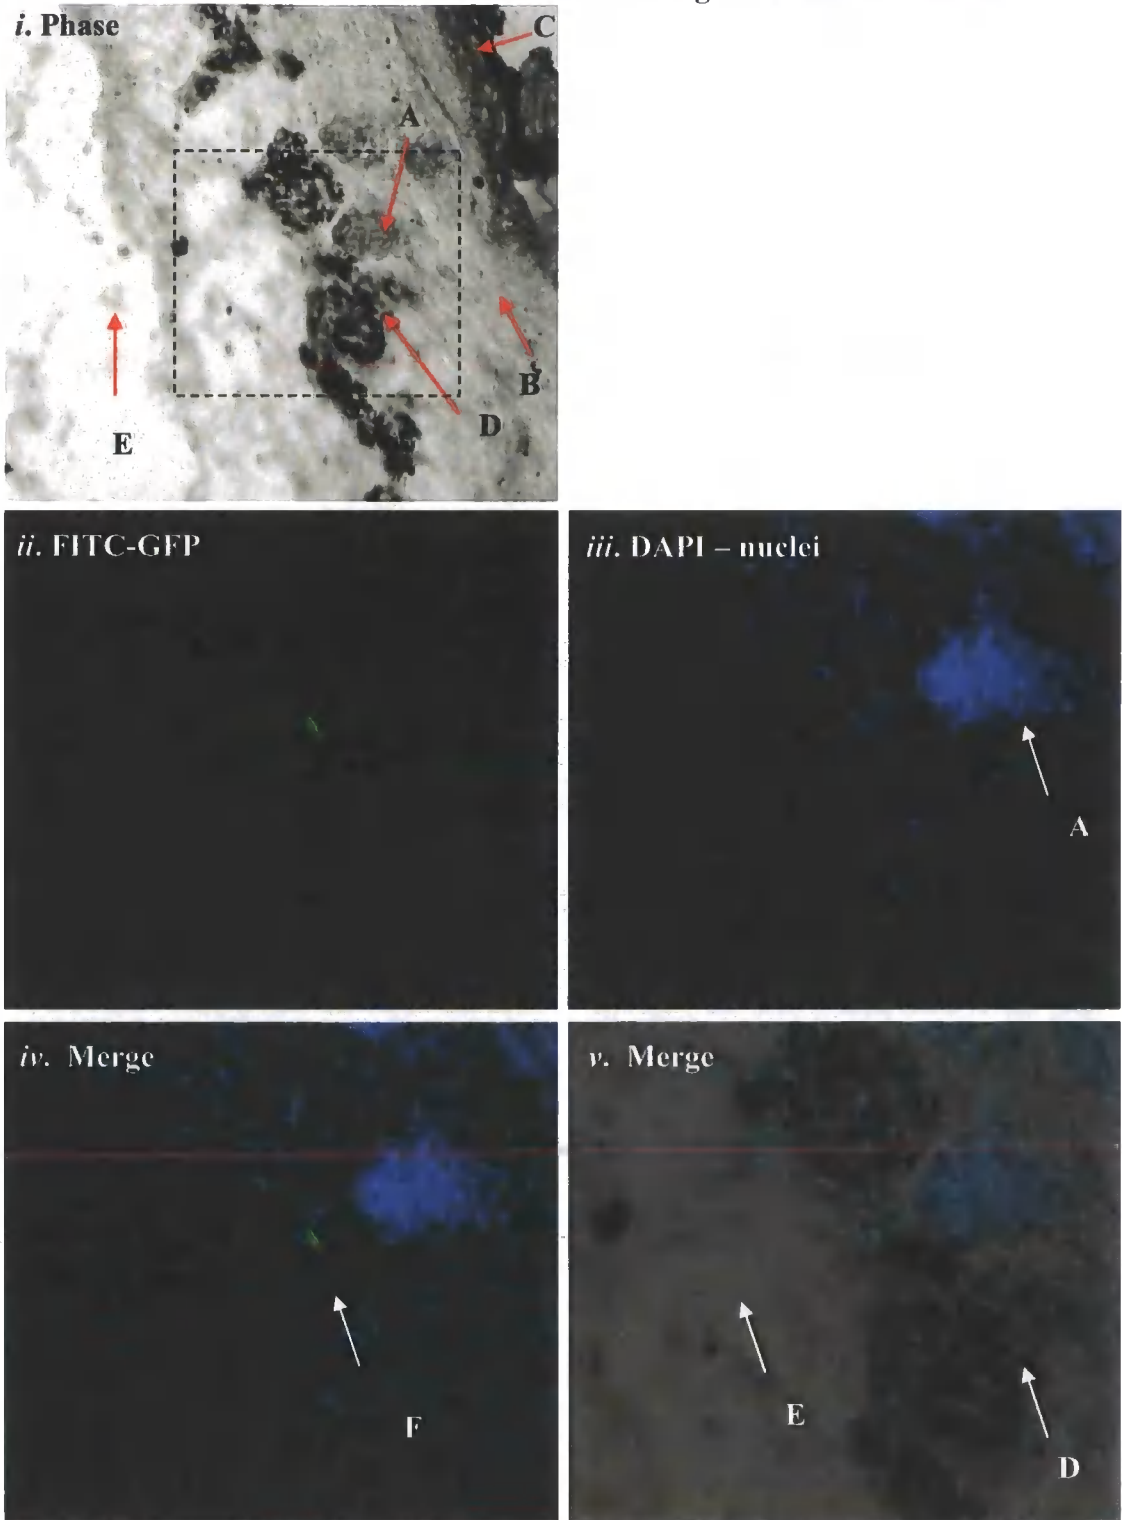 i. Phase
C
A
B
D
E
ii. FITC-GFP
iii. DAPI – nuclei
A
iv. Merge
v. Merge
F
E
D